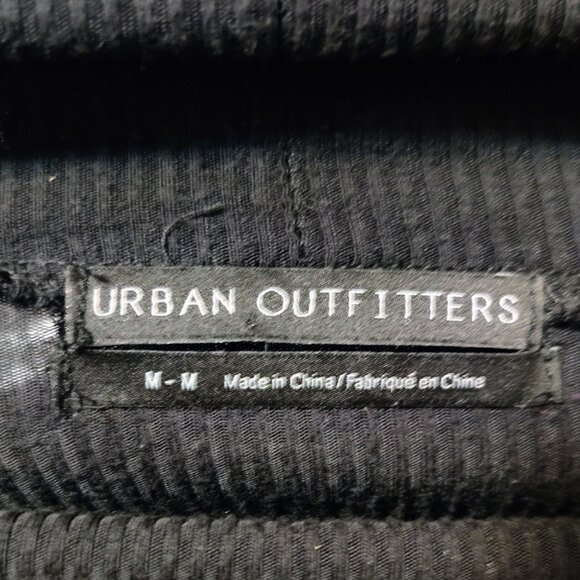 URBAN OUTFITTERS
M - M Made in China/Fabriqué en Chine